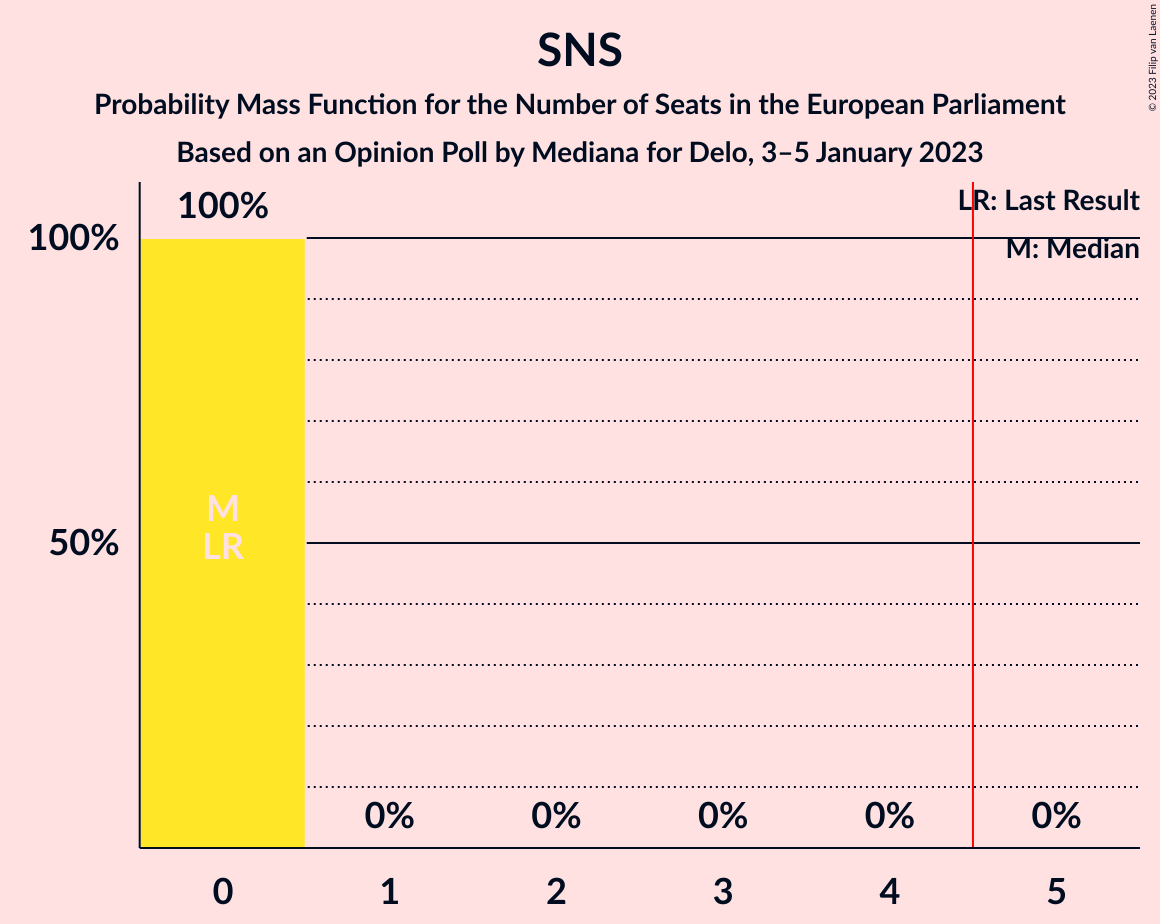 SNS
Probability Mass Function for the Number of Seats in the European Parliament
Based on an Opinion Poll by Mediana for Delo, 3–5 January 2023
© 2023 Filip van Laenen
LR: Last Result
M: Median
100%
100%
50%
M
LR
0% 0% 0% 0% 0%
0 1 2 3 4 5